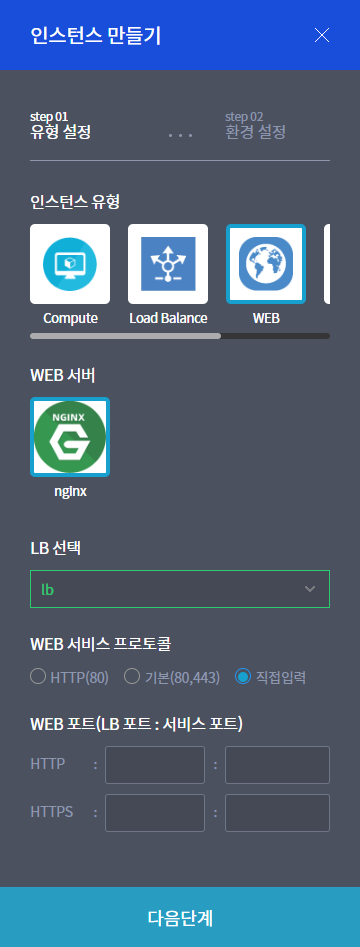 인스턴스 만들기
step 01
유형 설정
...
step 02
환경 설정
인스턴스 유형
Compute
Load Balance
WEB
WEB 서버
NGINX
G
nginx
LB 선택
lb
WEB 서비스 프로토콜
HTTP(80)
기본(80,443)
직접입력
WEB 포트(LB 포트 : 서비스 포트)
HTTP : :
HTTPS : :
다음단계